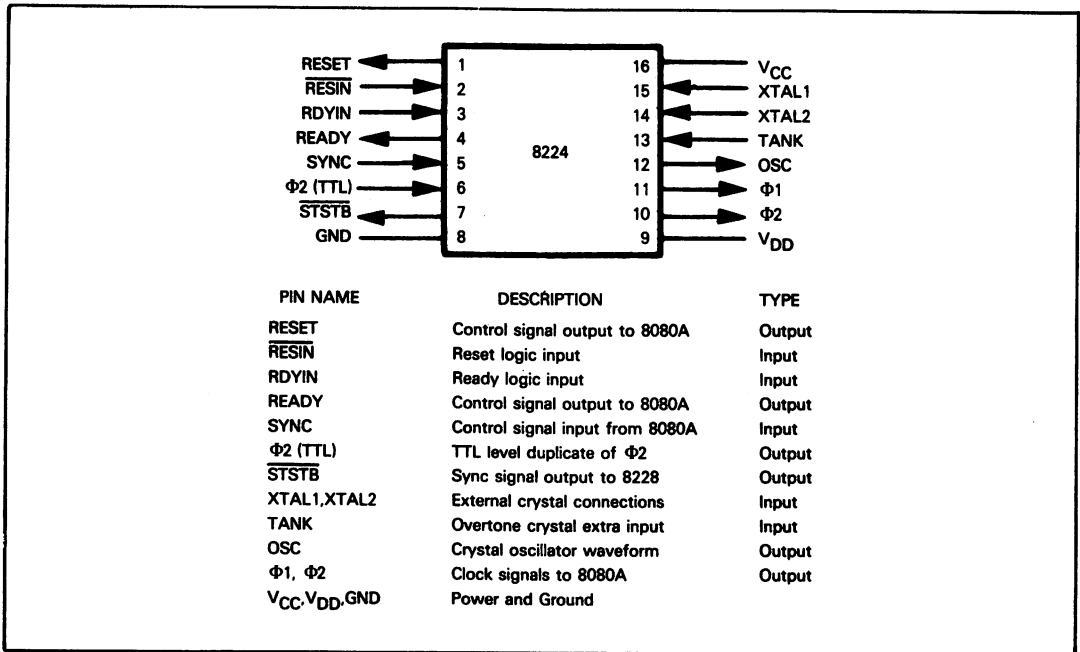 RESET 1 16 VCC
RESIN 2 15 XTAL1
RDYIN 3 14 XTAL2
READY 4 13 TANK
8224
SYNC 5 12 OSC
Φ2 (TTL) 6 11 Φ1
STSTB 7 10 Φ2
GND 8 9 VDD
PIN NAME DESCRIPTION TYPE
RESET Control signal output to 8080A Output
RESIN Reset logic input Input
RDYIN Ready logic input Input
READY Control signal output to 8080A Output
SYNC Control signal input from 8080A Input
Φ2 (TTL) TTL level duplicate of Φ2 Output
STSTB Sync signal output to 8228 Output
XTAL1,XTAL2 External crystal connections Input
TANK Overtone crystal extra input Input
OSC Crystal oscillator waveform Output
Φ1, Φ2 Clock signals to 8080A Output
VCC,VDD,GND Power and Ground